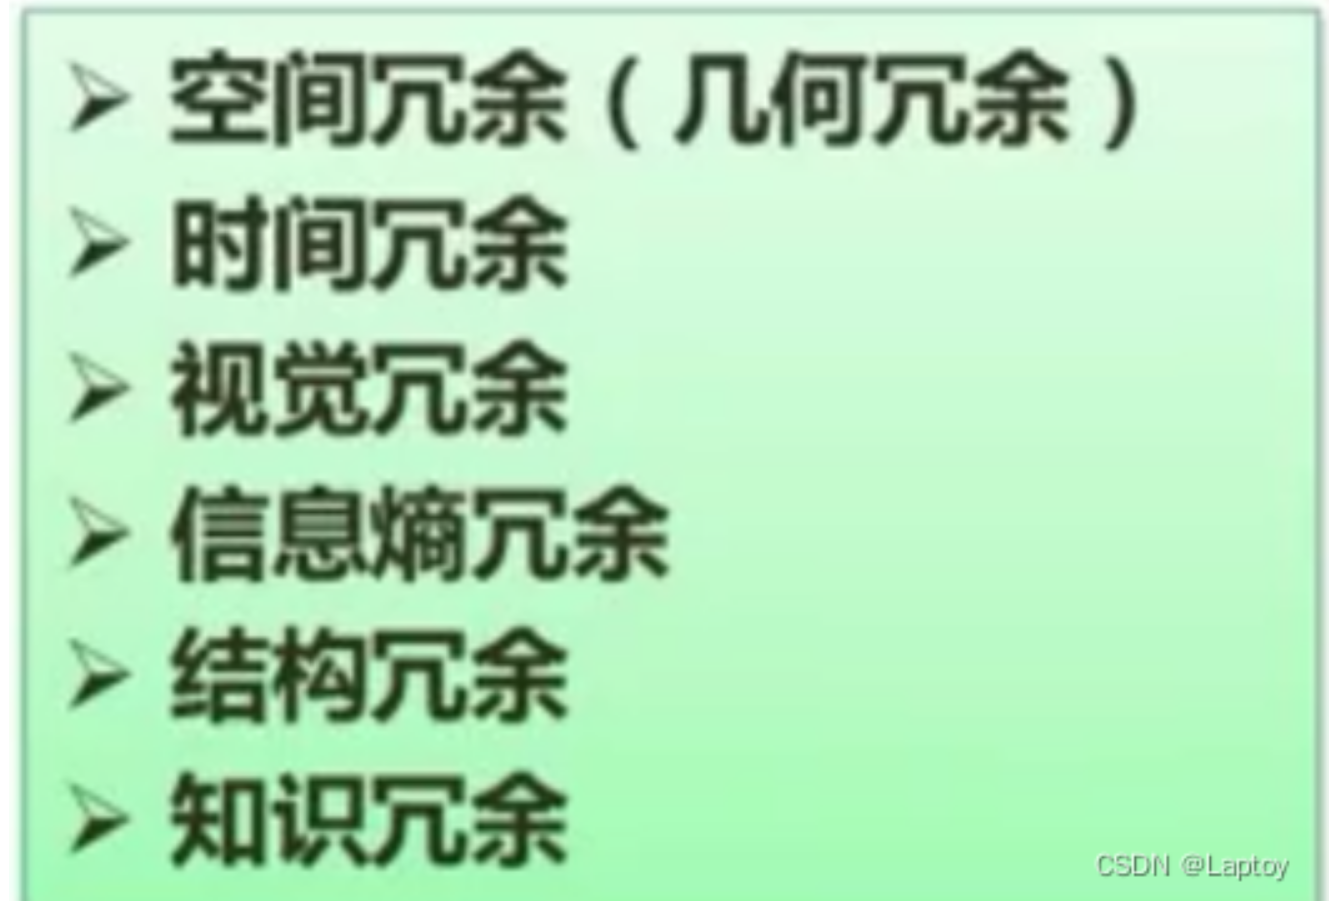 ➢ 空间冗余（几何冗余）
➢ 时间冗余
➢ 视觉冗余
➢ 信息熵冗余
➢ 结构冗余
➢ 知识冗余
CSDN @Laptoy